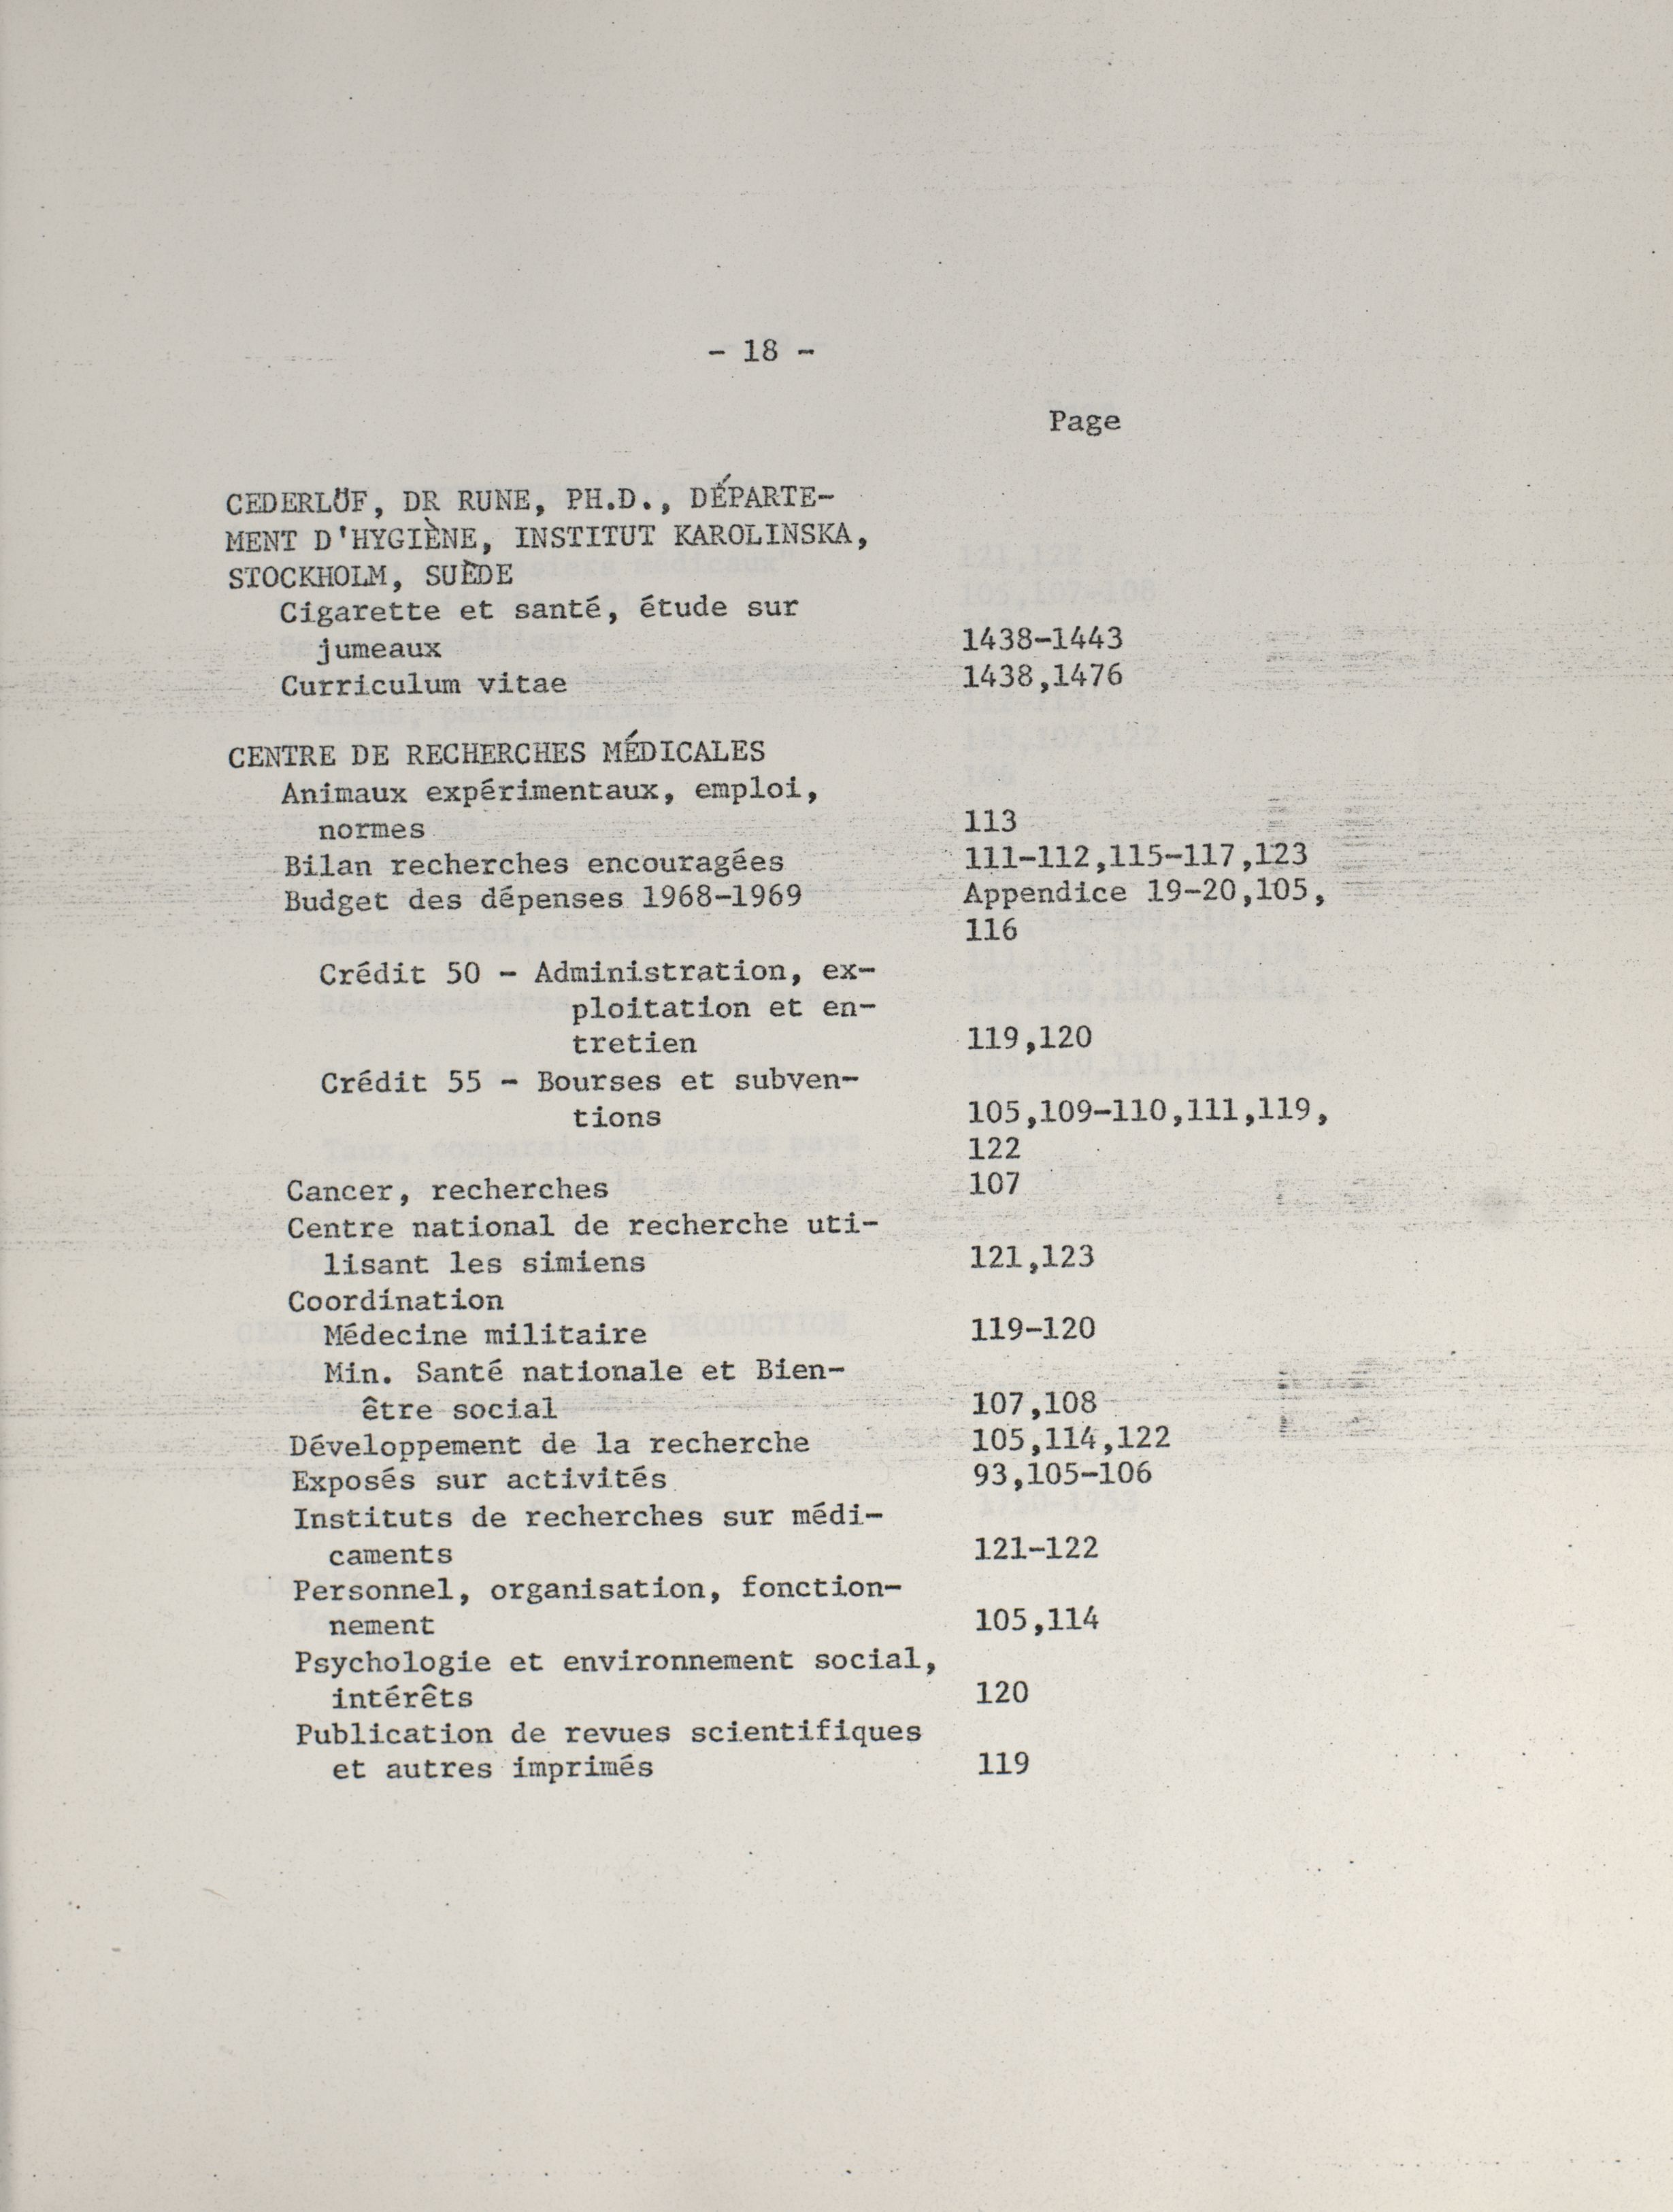 - 18 -
Page
CEDERLÖF, DR RUNE, PH.D., DÉPARTE-
MENT D'HYGIÈNE, INSTITUT KAROLINSKA,
STOCKHOLM, SUÈDE
Cigarette et santé, étude sur
jumeaux 1438-1443
Curriculum vitae 1438,1476
CENTRE DE RECHERCHES MÉDICALES
Animaux expérimentaux, emploi,
normes 113
Bilan recherches encouragées 111-112,115-117,123
Budget des dépenses 1968-1969 Appendice 19-20,105,
116
Crédit 50 - Administration, ex-
ploitation et en-
tretien 119,120
Crédit 55 - Bourses et subven-
tions 105,109-110,111,119,
122
Cancer, recherches 107
Centre national de recherche uti-
lisant les simiens 121,123
Coordination
Médecine militaire 119-120
Min. Santé nationale et Bien-
être social 107,108
Développement de la recherche 105,114,122
Exposés sur activités 93,105-106
Instituts de recherches sur médi-
caments 121-122
Personnel, organisation, fonction-
nement 105,114
Psychologie et environnement social,
intérêts 120
Publication de revues scientifiques
et autres imprimés 119